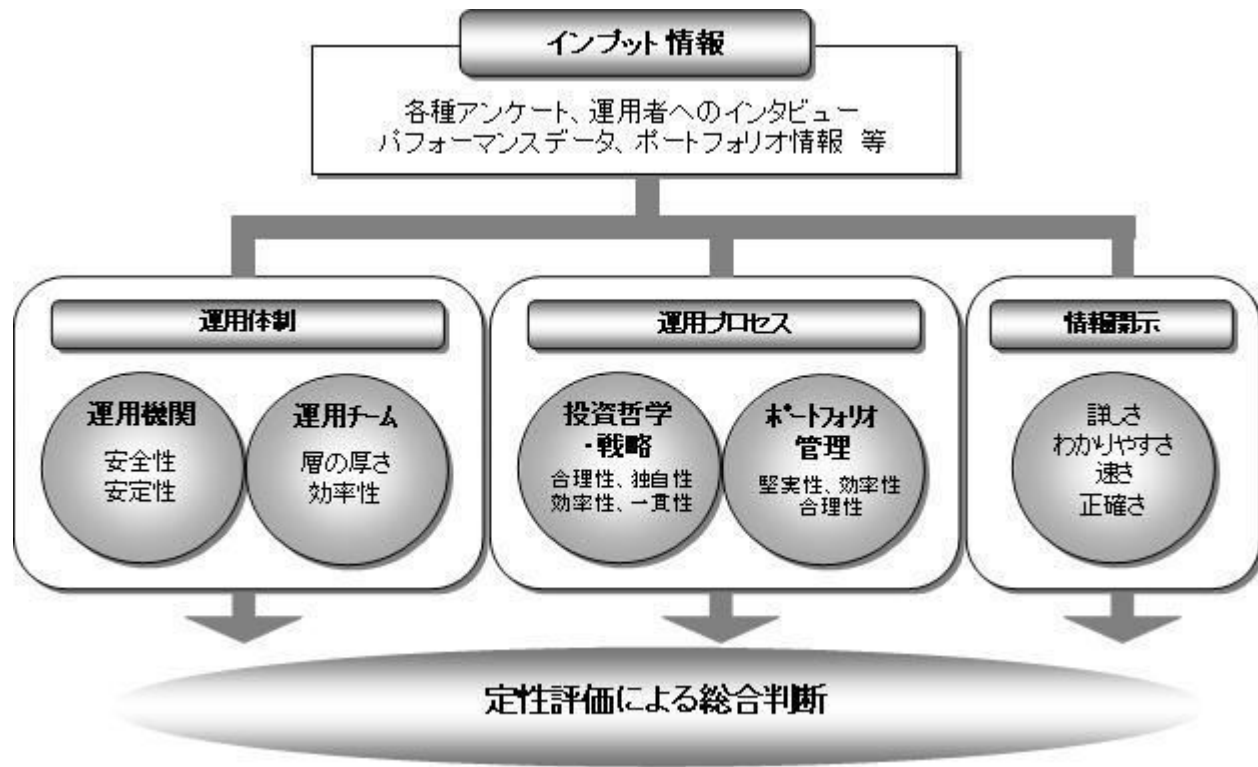 インプット情報
各種アンケート、運用者へのインタビュー
パフォーマンスデータ、ポートフォリオ情報 等
運用体制
運用機関
安全性
安定性
運用チーム
層の厚さ
効率性
運用プロセス
投資哲学
・戦略
合理性、独自性
効率性、一貫性
ポートフォリオ
管理
堅実性、効率性
合理性
情報開示
詳しさ
わかりやすさ
速さ
正確さ
定性評価による総合判断